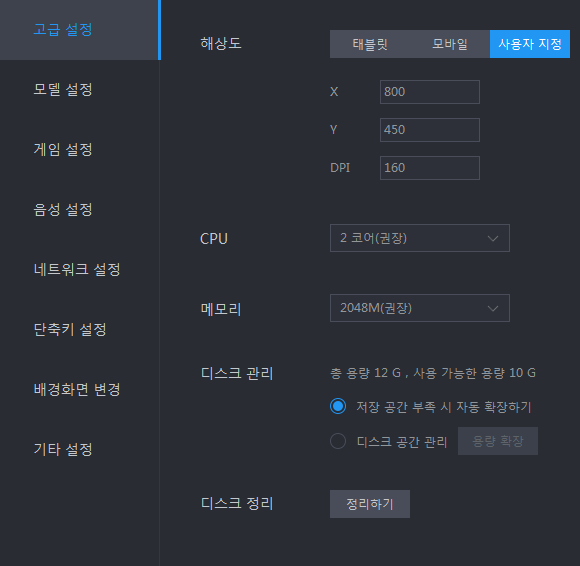 고급 설정
모델 설정
게임 설정
음성 설정
네트워크 설정
단축키 설정
배경화면 변경
기타 설정
해상도 태블릿 모바일 사용자 지정
X 800
Y 450
DPI 160
CPU 2 코어(권장)
메모리 2048M(권장)
디스크 관리 총 용량 12 G , 사용 가능한 용량 10 G
저장 공간 부족 시 자동 확장하기
디스크 공간 관리 용량 확장
디스크 정리 정리하기